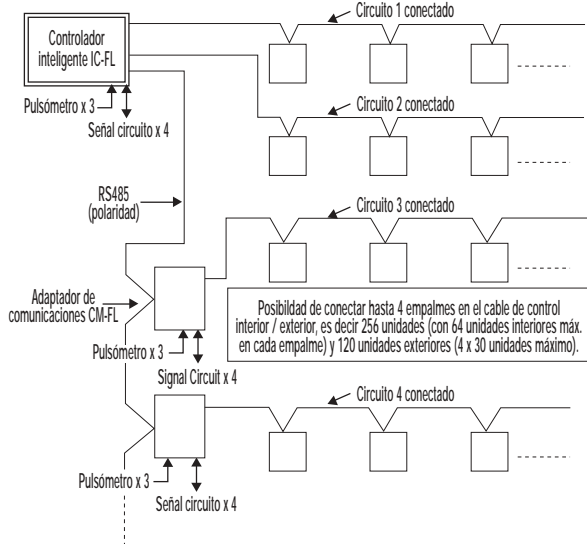 Circuito 1 conectado
Controlador
inteligente IC-FL
Pulsómetro x 3
Señal circuito x 4
Circuito 2 conectado
RS485
(polaridad)
Circuito 3 conectado
Adaptador de
comunicaciones CM-FL
Posibildad de conectar hasta 4 empalmes en el cable de control
interior / exterior, es decir 256 unidades (con 64 unidades interiores máx.
en cada empalme) y 120 unidades exteriores (4 x 30 unidades máximo).
Pulsómetro x 3
Signal Circuit x 4
Circuito 4 conectado
Pulsómetro x 3
Señal circuito x 4